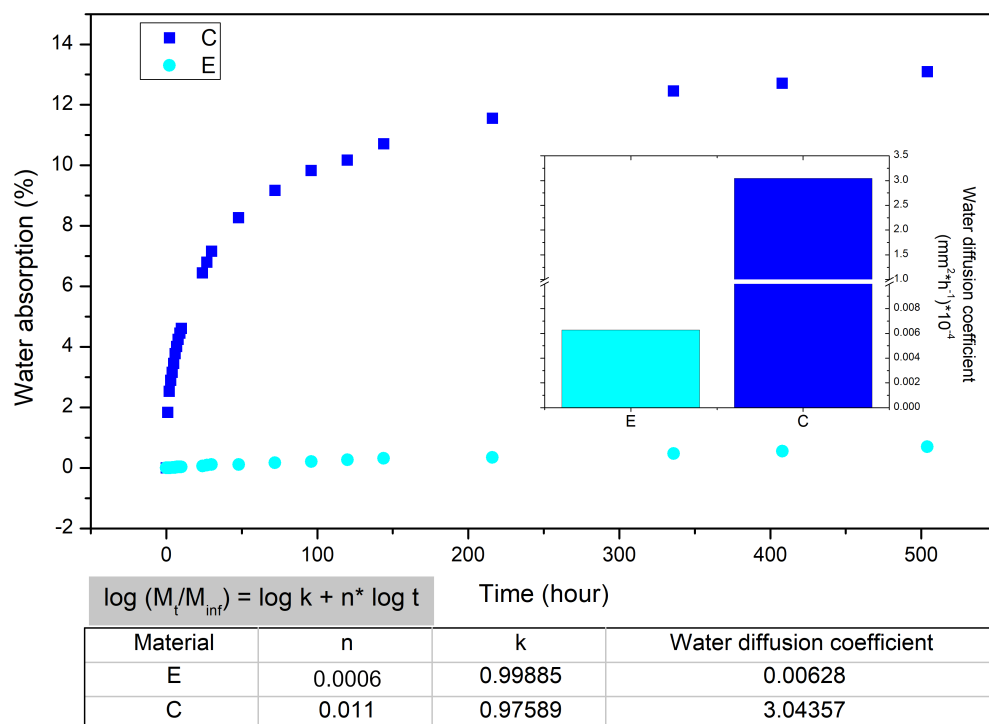 C
E
Water absorption (%)
14
12
10
8
6
4
2
0
-2
0
100
200
300
400
500
Time (hour)
3.5
3.0
2.5
2.0
1.5
1.0
0.008
0.006
0.004
0.002
0.000
E
C
Water diffusion coefficient
(mm²*h⁻¹)*10⁻⁴
log (Mt/Minf) = log k + n* log t
Material n k Water diffusion coefficient
E 0.0006 0.99885 0.00628
C 0.011 0.97589 3.04357